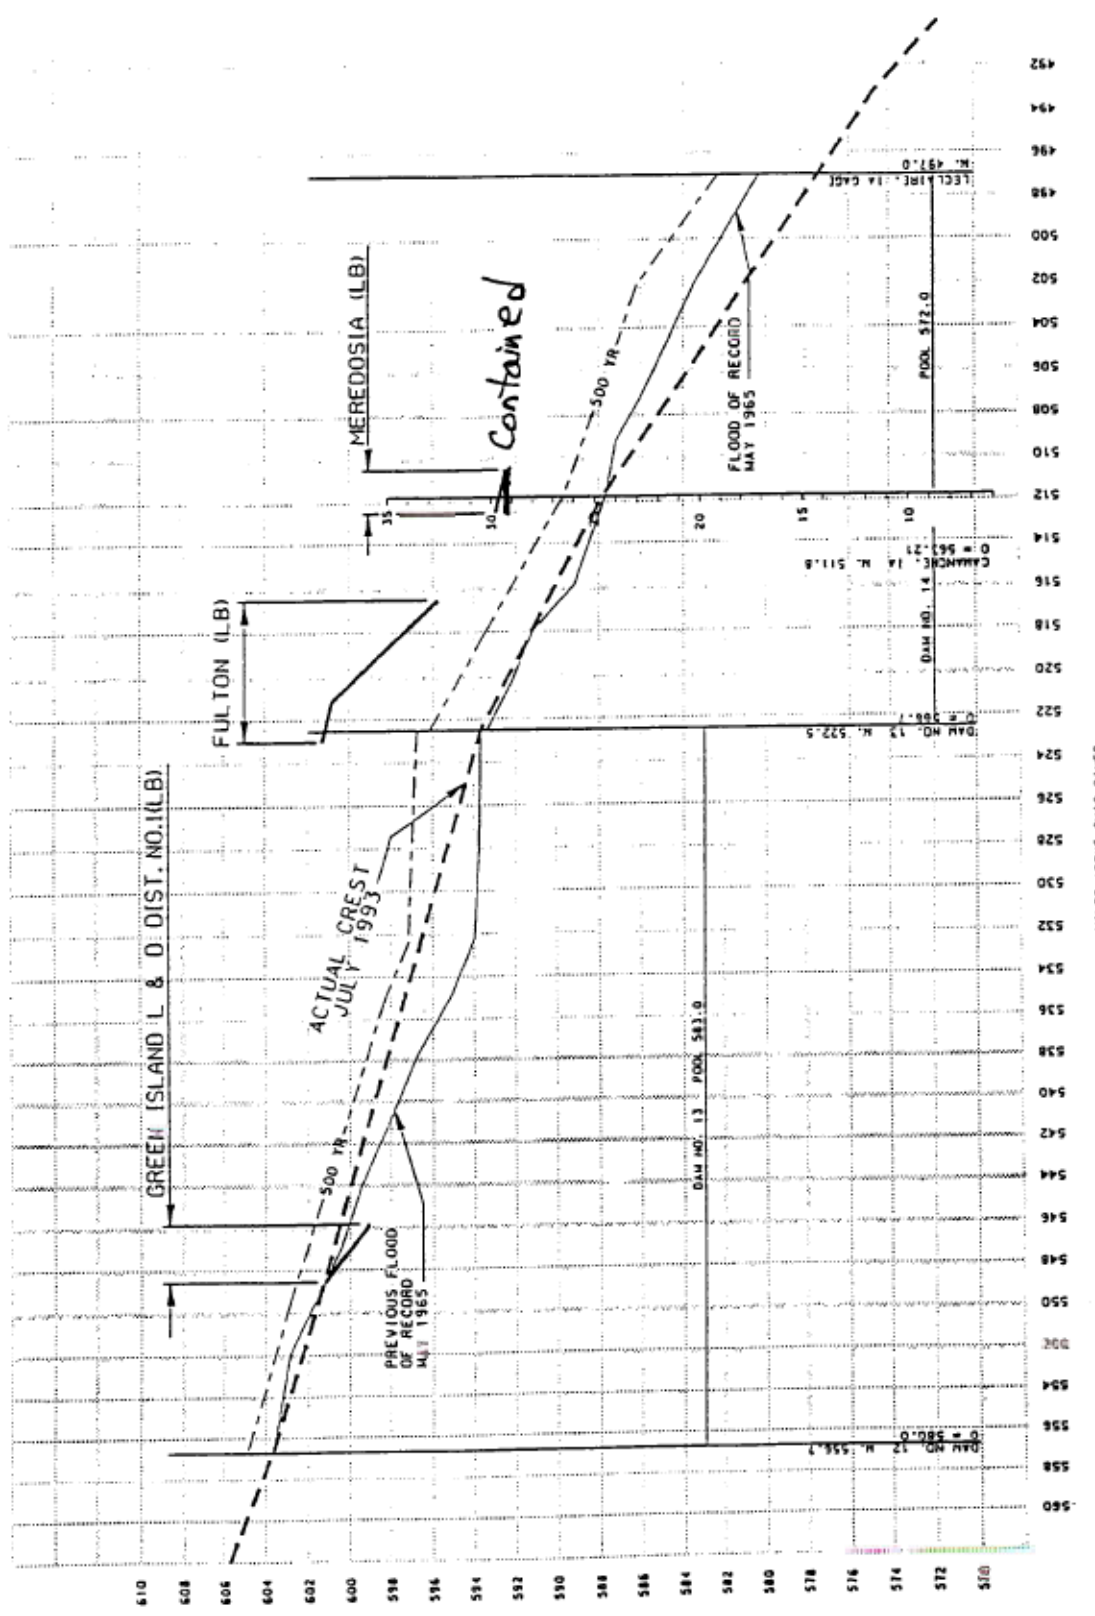 GREEN ISLAND L & D DIST. NO.1(LB)
FULTON (LB)
MEREDOSIA (LB)
Contained
ACTUAL CREST
JULY 1993
500 YR.
500 YR
PREVIOUS FLOOD
OF RECORD
MAY 1965
FLOOD OF RECORD
MAY 1965
DAM NO. 13 POOL 583.0
DAM NO. 14
POOL 572.0
DAM NO. 12 M. 556.7
0 = 580.0
DAM NO. 13 M. 522.5
CAMANCHE, IA M. 511.8
0 = 563.21
LECLAIRE, IA GAGE
M. 497.0
35
30
20
15
10
610
608
606
604
602
600
598
596
594
592
590
588
586
584
582
580
578
576
574
572
570
560
558
556
554
550
548
546
544
542
540
538
536
534
532
530
528
526
524
522
520
518
516
514
512
510
508
506
504
502
500
498
496
494
492